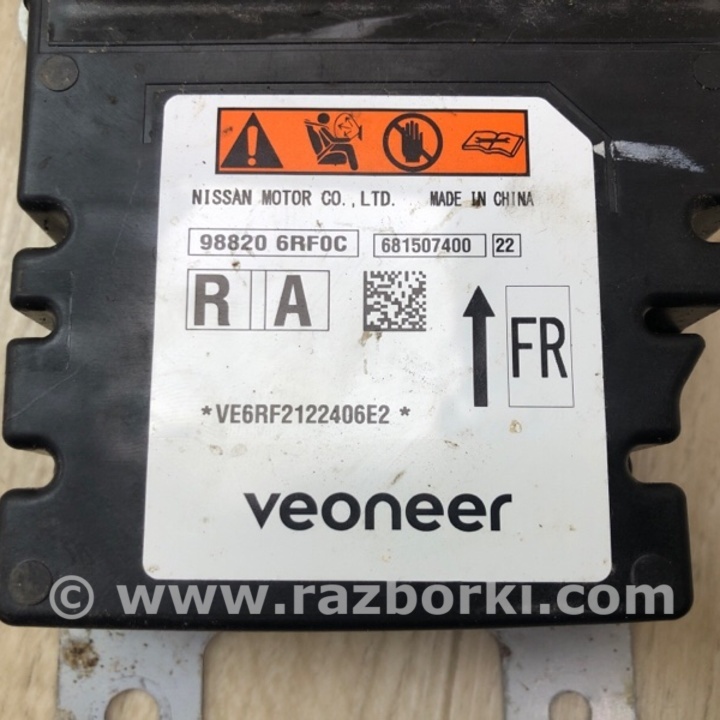 NISSAN MOTOR CO.,LTD. MADE IN CHINA
98820 6RF0C 681507400 22
R A
FR
*VE6RF2122406E2 *
veoneer
© www.razborki.com